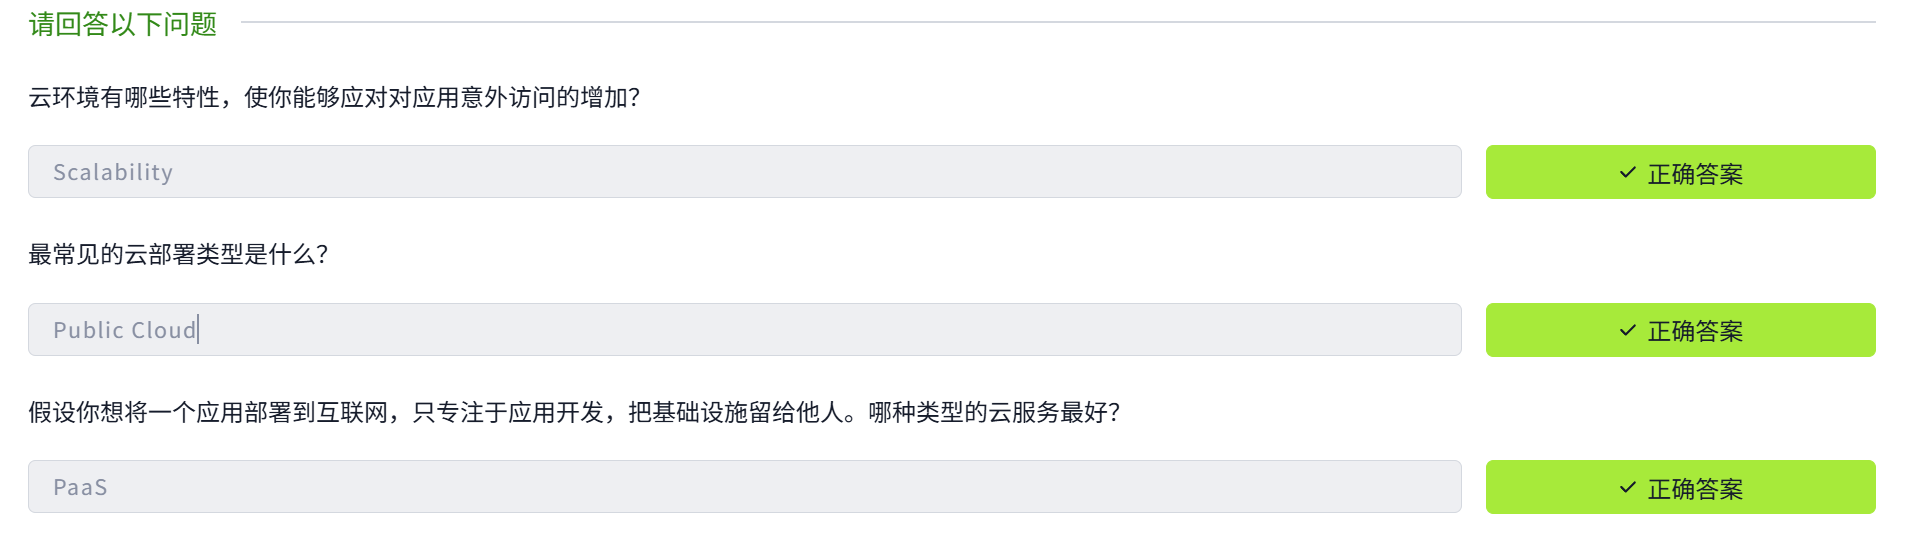 请回答以下问题
云环境有哪些特性，使你能够应对对应用意外访问的增加？
Scalability
✓ 正确答案
最常见的云部署类型是什么？
Public Cloud
✓ 正确答案
假设你想将一个应用部署到互联网，只专注于应用开发，把基础设施留给他人。哪种类型的云服务最好？
PaaS
✓ 正确答案